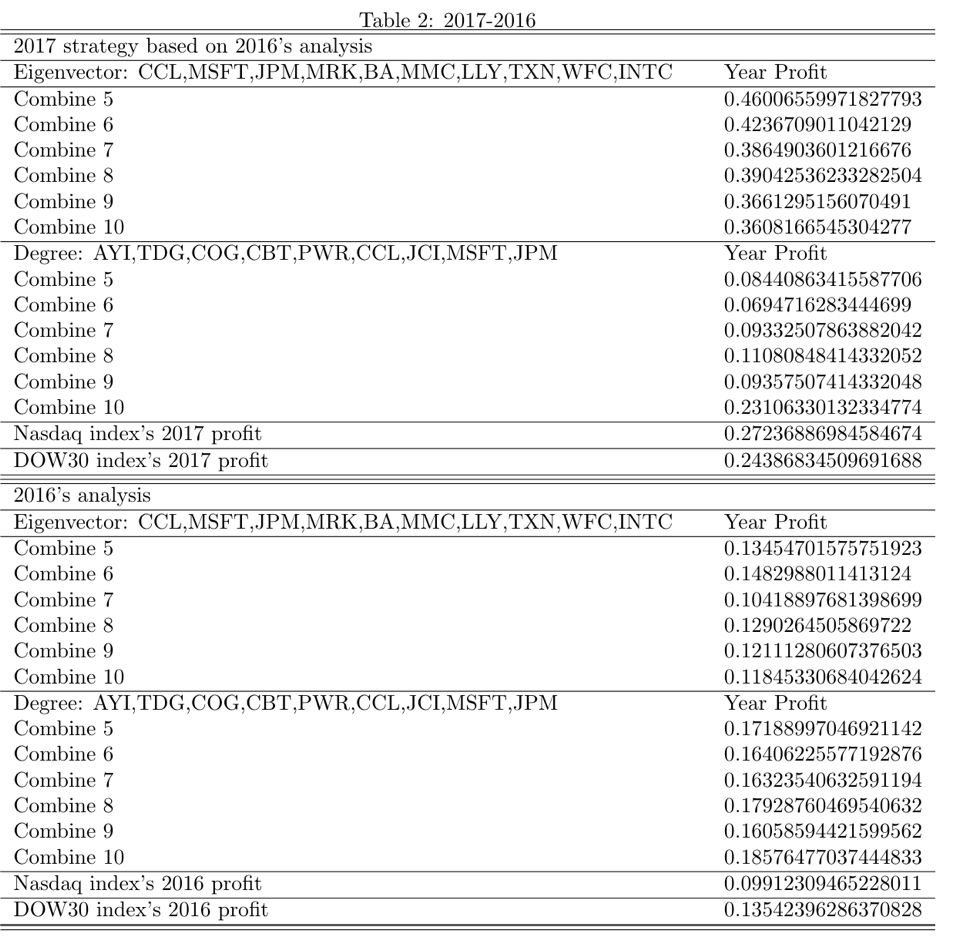 Table 2: 2017-2016
2017 strategy based on 2016's analysis
Eigenvector: CCL,MSFT,JPM,MRK,BA,MMC,LLY,TXN,WFC,INTC Year Profit
Combine 5 0.46006559971827793
Combine 6 0.4236709011042129
Combine 7 0.3864903601216676
Combine 8 0.39042536233282504
Combine 9 0.3661295156070491
Combine 10 0.3608166545304277
Degree: AYI,TDG,COG,CBT,PWR,CCL,JCI,MSFT,JPM Year Profit
Combine 5 0.08440863415587706
Combine 6 0.0694716283444699
Combine 7 0.09332507863882042
Combine 8 0.11080848414332052
Combine 9 0.09357507414332048
Combine 10 0.23106330132334774
Nasdaq index's 2017 profit 0.27236886984584674
DOW30 index's 2017 profit 0.24386834509691688
2016's analysis
Eigenvector: CCL,MSFT,JPM,MRK,BA,MMC,LLY,TXN,WFC,INTC Year Profit
Combine 5 0.13454701575751923
Combine 6 0.1482988011413124
Combine 7 0.10418897681398699
Combine 8 0.1290264505869722
Combine 9 0.12111280607376503
Combine 10 0.11845330684042624
Degree: AYI,TDG,COG,CBT,PWR,CCL,JCI,MSFT,JPM Year Profit
Combine 5 0.17188997046921142
Combine 6 0.16406225577192876
Combine 7 0.16323540632591194
Combine 8 0.17928760469540632
Combine 9 0.16058594421599562
Combine 10 0.18576477037444833
Nasdaq index's 2016 profit 0.09912309465228011
DOW30 index's 2016 profit 0.13542396286370828